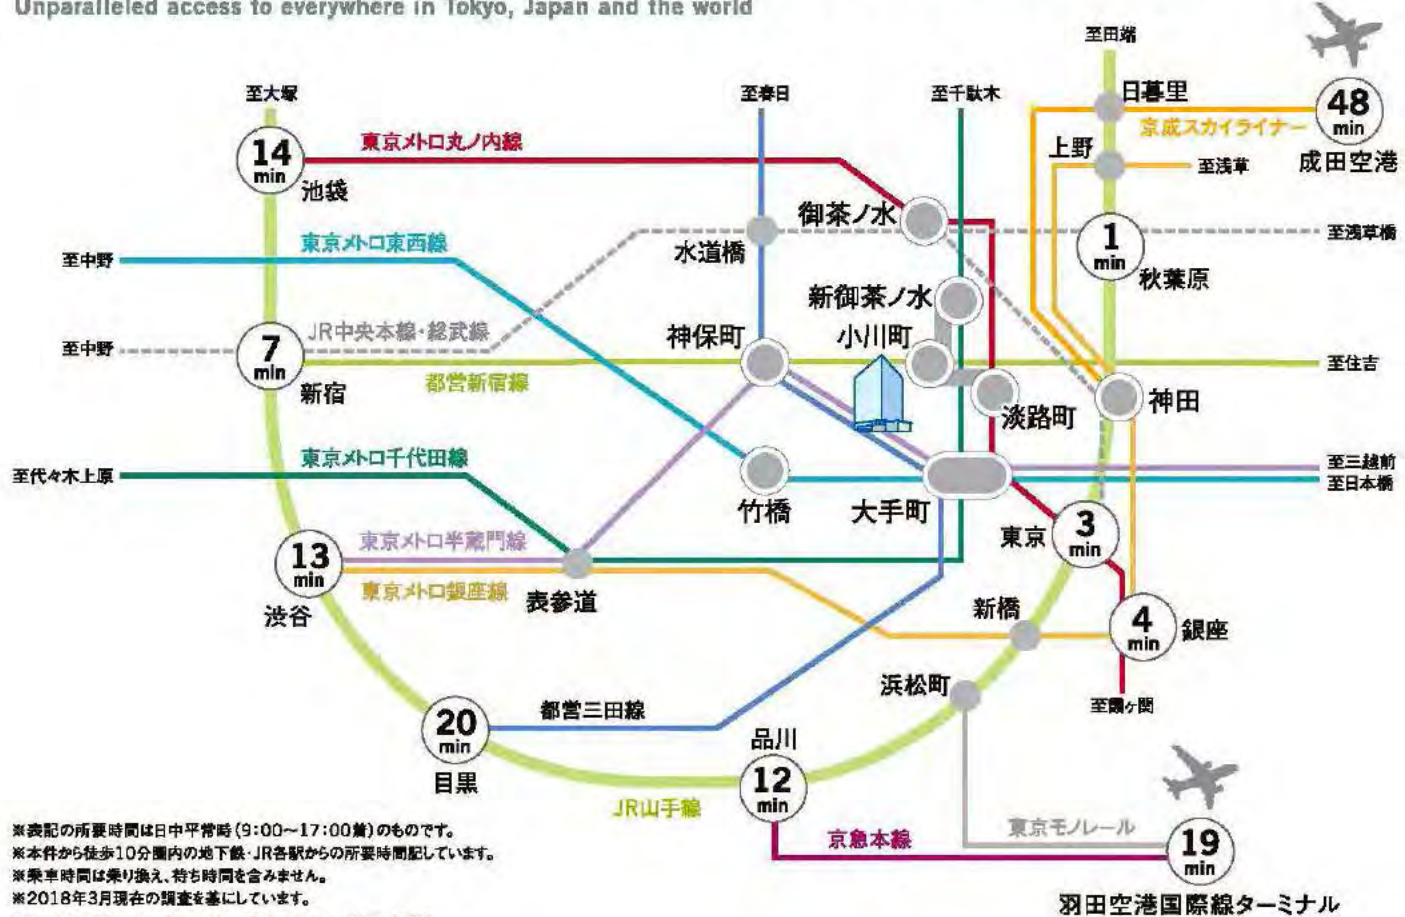 Unparalleled access to everywhere in Tokyo, Japan and the world
至田端
至大塚
至春日
至千駄木
日暮里
48
min
京成スカイライナー
成田空港
14
min
池袋
東京メトロ丸ノ内線
上野
至浅草
御茶ノ水
水道橋
至浅草橋
1
min
秋葉原
至中野
東京メトロ東西線
新御茶ノ水
至中野
JR中央本線・総武線
神保町
小川町
7
min
新宿
都営新宿線
至住吉
淡路町
神田
至代々木上原
東京メトロ千代田線
至三越前
至日本橋
竹橋
大手町
東京
3
min
13
min
渋谷
東京メトロ半蔵門線
東京メトロ銀座線
表参道
新橋
4
min
銀座
浜松町
至霞ヶ関
20
min
目黒
都営三田線
品川
12
min
JR山手線
京急本線
東京モノレール
19
min
羽田空港国際線ターミナル
※表記の所要時間は日中平常時(9:00～17:00着)のものです。
※本件から徒歩10分圏内の地下鉄・JR各駅からの所要時間記しています。
※乗車時間は乗り換え、待ち時間を含みません。
※2018年3月現在の調査を基にしています。